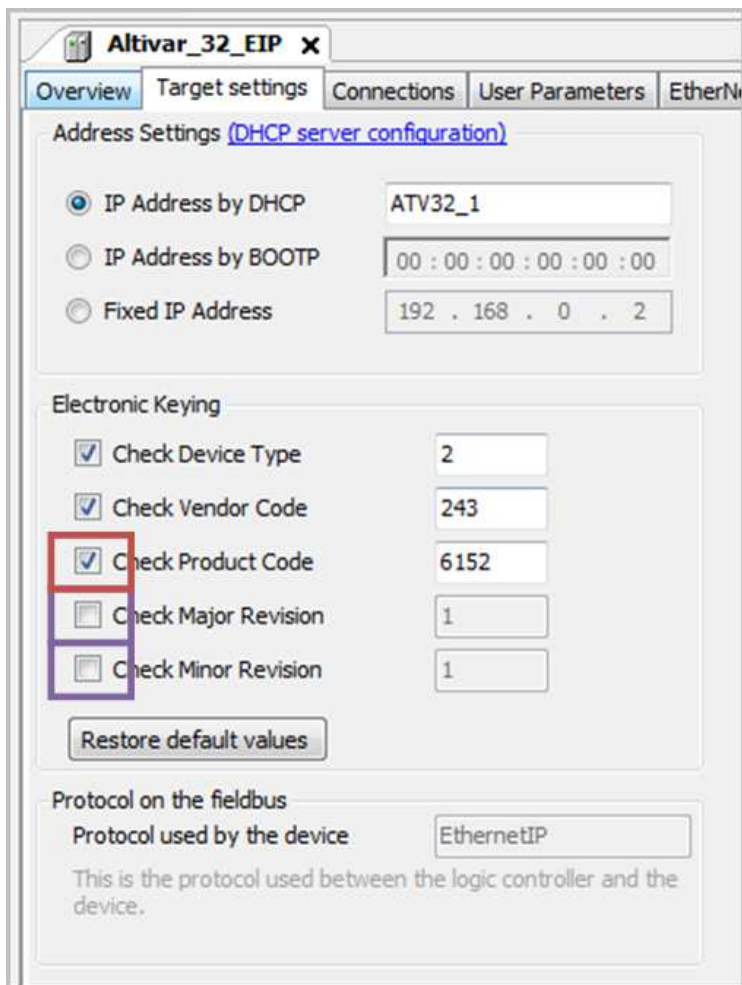 Altivar_32_EIP X
Overview Target settings Connections User Parameters EtherNe
Address Settings (DHCP server configuration)
IP Address by DHCP ATV32_1
IP Address by BOOTP 00 : 00 : 00 : 00 : 00 : 00
Fixed IP Address 192 . 168 . 0 . 2
Electronic Keying
Check Device Type 2
Check Vendor Code 243
Check Product Code 6152
Check Major Revision 1
Check Minor Revision 1
Restore default values
Protocol on the fieldbus
Protocol used by the device EthernetIP
This is the protocol used between the logic controller and the
device.